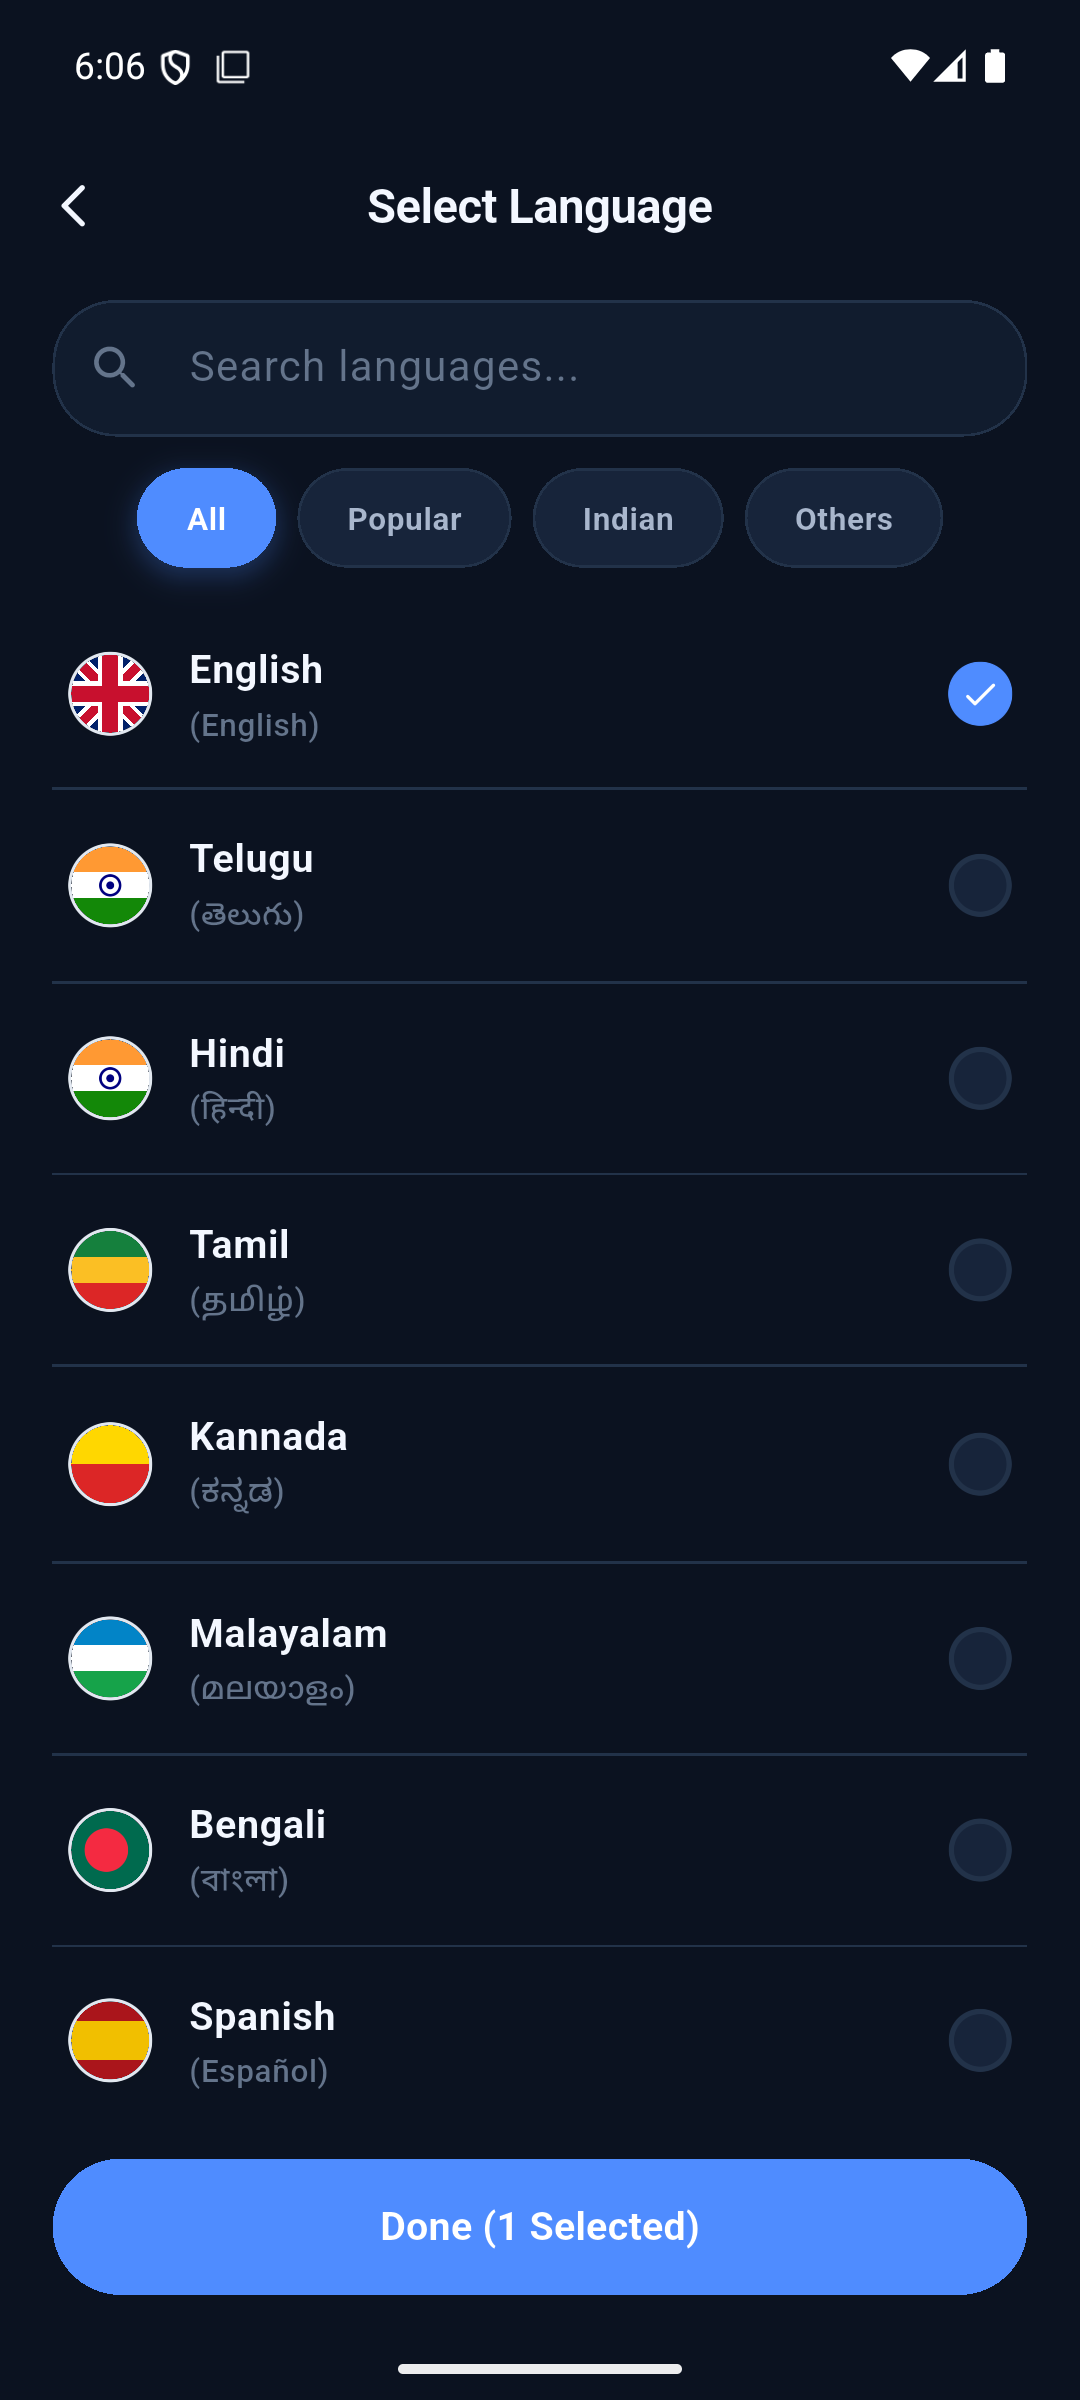 6:06
Select Language
Search languages...
All Popular Indian Others
English
(English)
Telugu
(తెలుగు)
Hindi
(हिन्दी)
Tamil
(தமிழ்)
Kannada
(ಕನ್ನಡ)
Malayalam
(മലയാളം)
Bengali
(বাংলা)
Spanish
(Español)
Done (1 Selected)